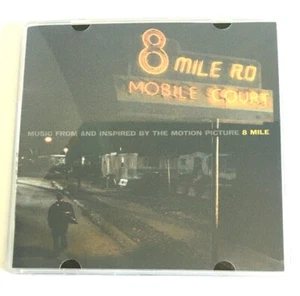 8
MILE RD
MOBILE COURT
MUSIC FROM AND INSPIRED BY THE MOTION PICTURE 8 MILE